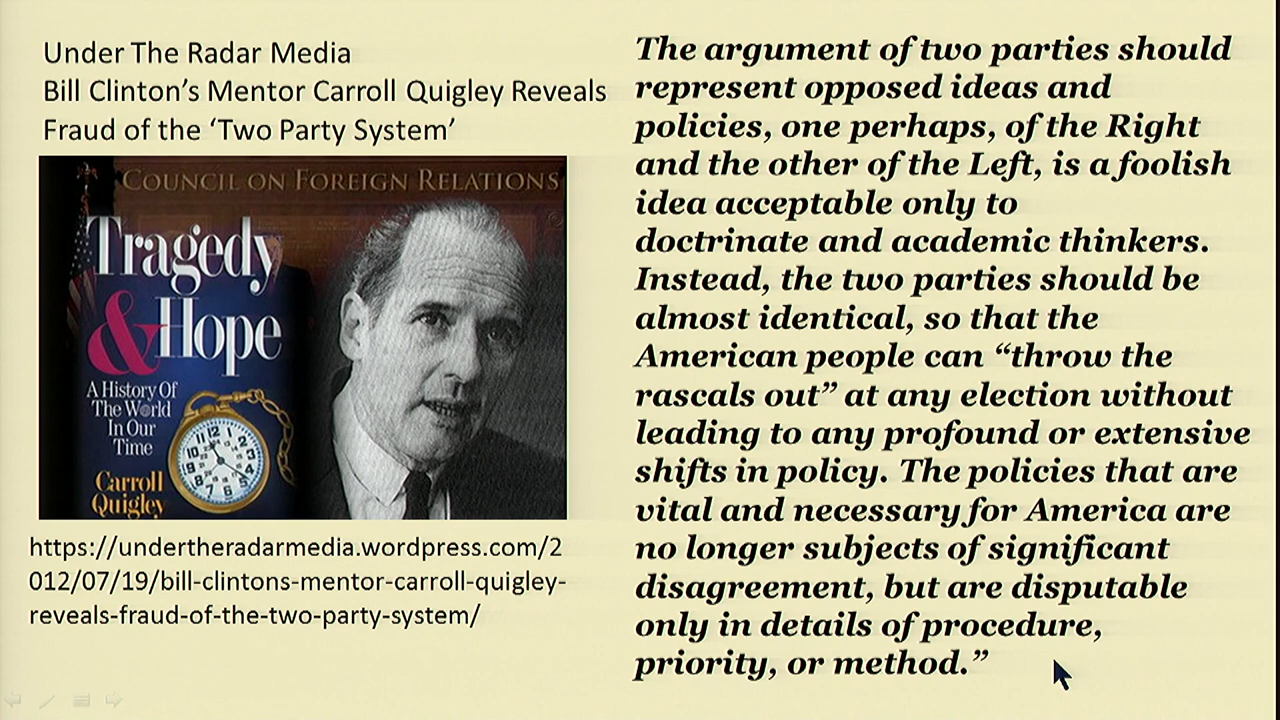 Under The Radar Media
Bill Clinton’s Mentor Carroll Quigley Reveals
Fraud of the ‘Two Party System’
COUNCIL ON FOREIGN RELATIONS
Tragedy
& Hope
A History Of
The World
In Our
Time
Carroll
Quigley
https://undertheradarmedia.wordpress.com/2
012/07/19/bill-clintons-mentor-carroll-quigley-
reveals-fraud-of-the-two-party-system/
The argument of two parties should
represent opposed ideas and
policies, one perhaps, of the Right
and the other of the Left, is a foolish
idea acceptable only to
doctrinate and academic thinkers.
Instead, the two parties should be
almost identical, so that the
American people can “throw the
rascals out” at any election without
leading to any profound or extensive
shifts in policy. The policies that are
vital and necessary for America are
no longer subjects of significant
disagreement, but are disputable
only in details of procedure,
priority, or method.”